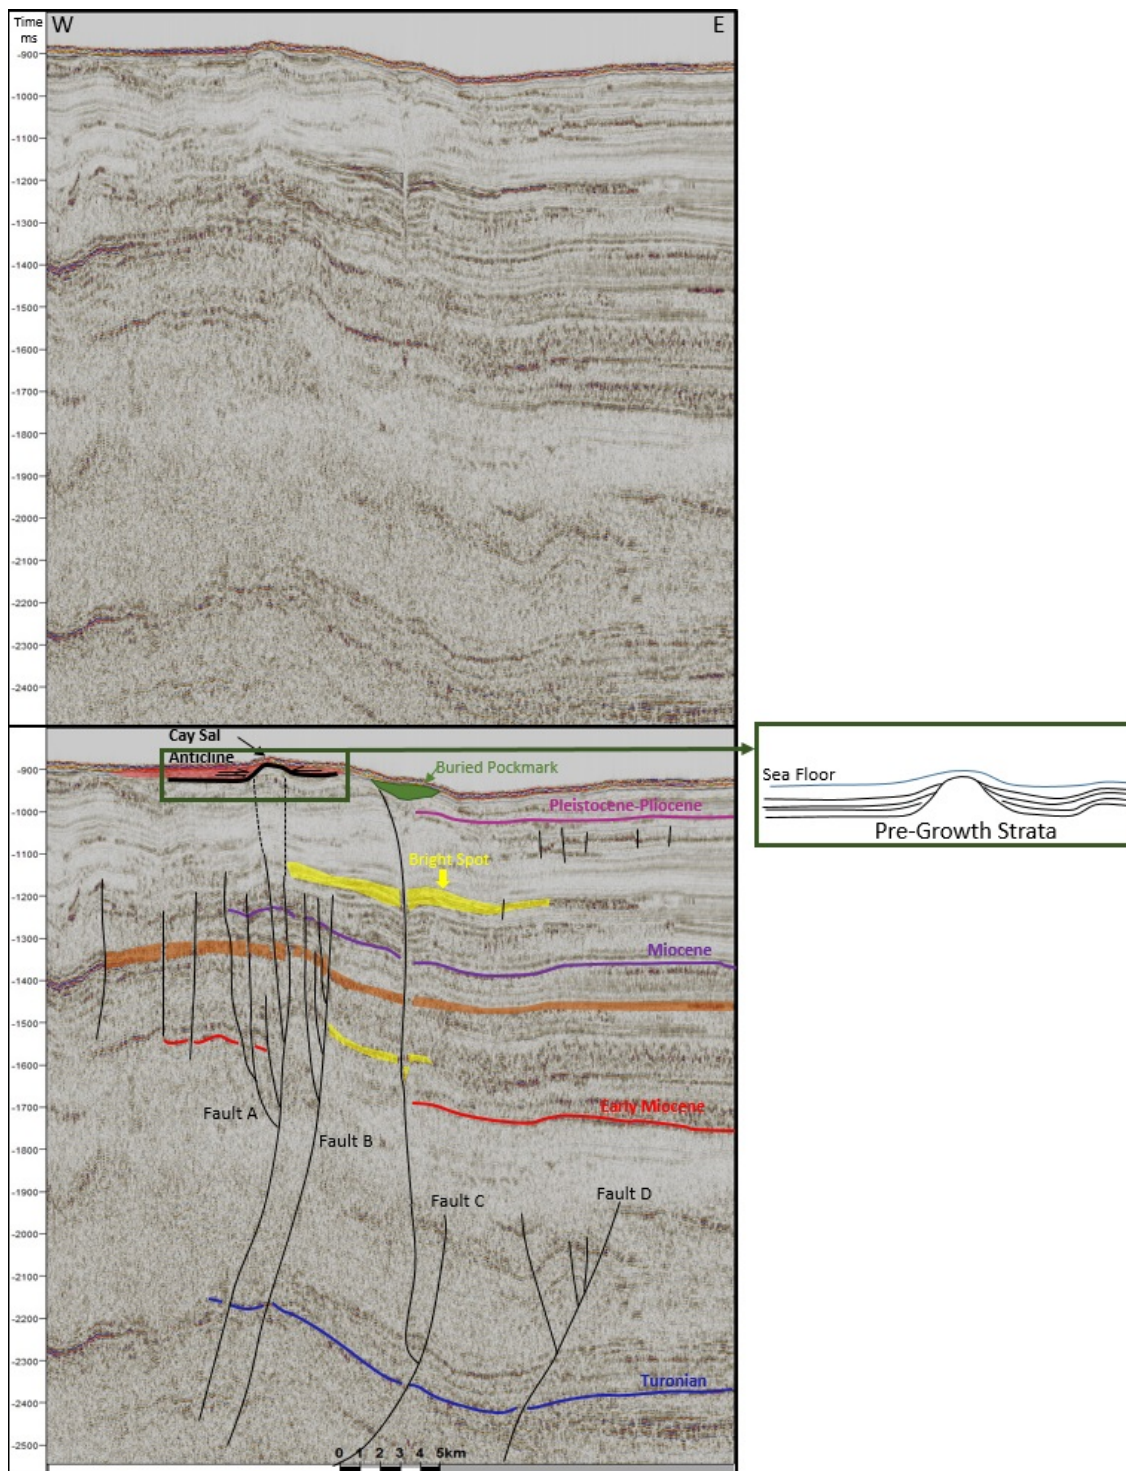 Time
ms
W
E
-900
-1000
-1100
-1200
-1300
-1400
-1500
-1600
-1700
-1800
-1900
-2000
-2100
-2200
-2300
-2400
Cay Sal
Anticline
-900
-1000
-1100
-1200
-1300
-1400
-1500
-1600
-1700
-1800
-1900
-2000
-2100
-2200
-2300
-2400
-2500
Buried Pockmark
Pleistocene-Pliocene
Bright Spot
Miocene
Early Miocene
Fault A
Fault B
Fault C
Fault D
Turonian
0 1 2 3 4 5km
Sea Floor
Pre-Growth Strata